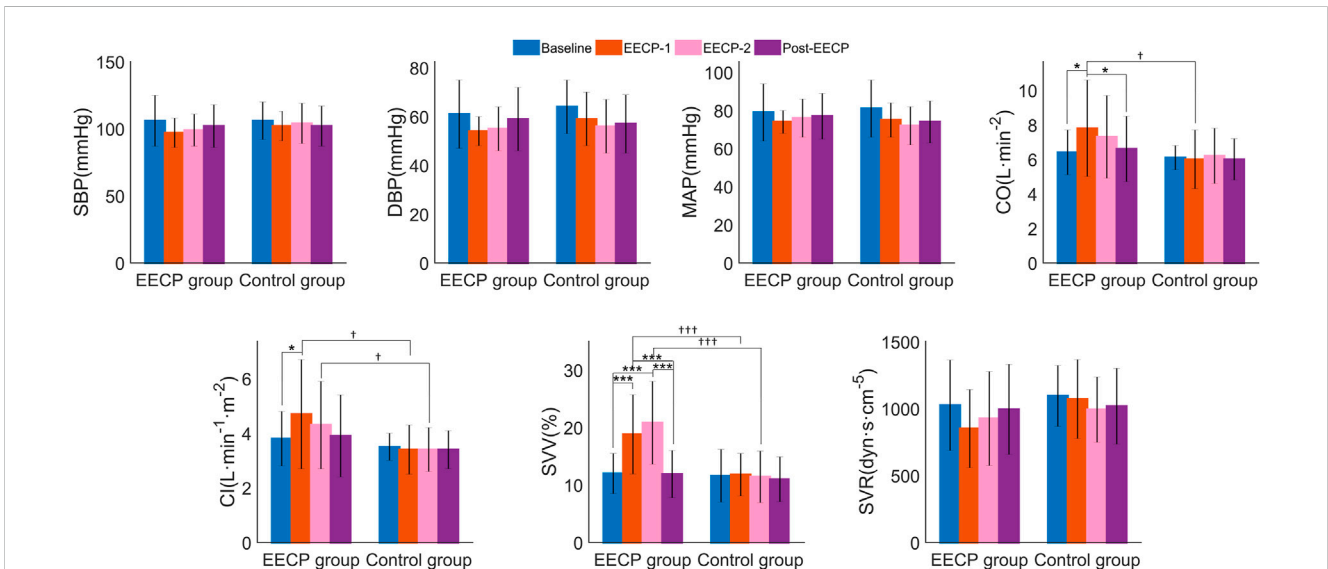 Baseline EECP-1 EECP-2 Post-EECP
SBP(mmHg)
150
100
50
0
EECP group Control group
DBP(mmHg)
80
60
40
20
0
EECP group Control group
MAP(mmHg)
100
80
60
40
20
0
EECP group Control group
CO(L·min⁻²)
10
8
6
4
2
0
* * †
EECP group Control group
CI(L·min⁻¹·m⁻²)
6
4
2
0
* † †
EECP group Control group
SVV(%)
30
20
10
0
†††
†††
***
*** ***
***
EECP group Control group
SVR(dyn·s·cm⁻⁵)
1500
1000
500
0
EECP group Control group